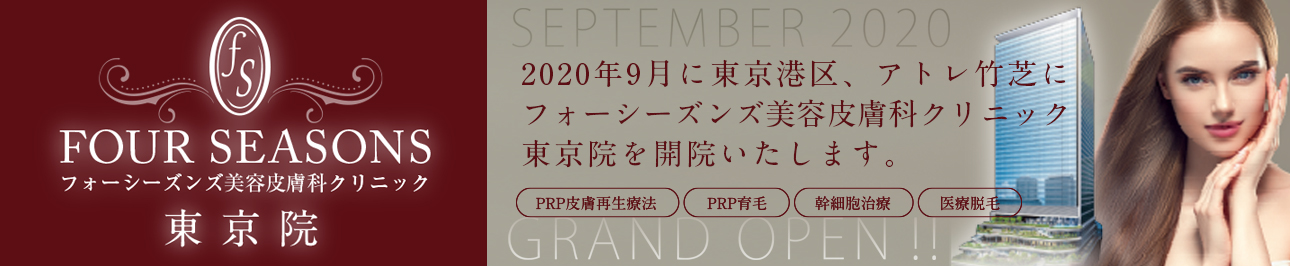 fS
FOUR SEASONS
フォーシーズンズ美容皮膚科クリニック
東京院
SEPTEMBER 2020
2020年9月に東京港区、アトレ竹芝に
フォーシーズンズ美容皮膚科クリニック
東京院を開院いたします。
PRP皮膚再生療法
PRP育毛
幹細胞治療
医療脱毛
GRAND OPEN !!